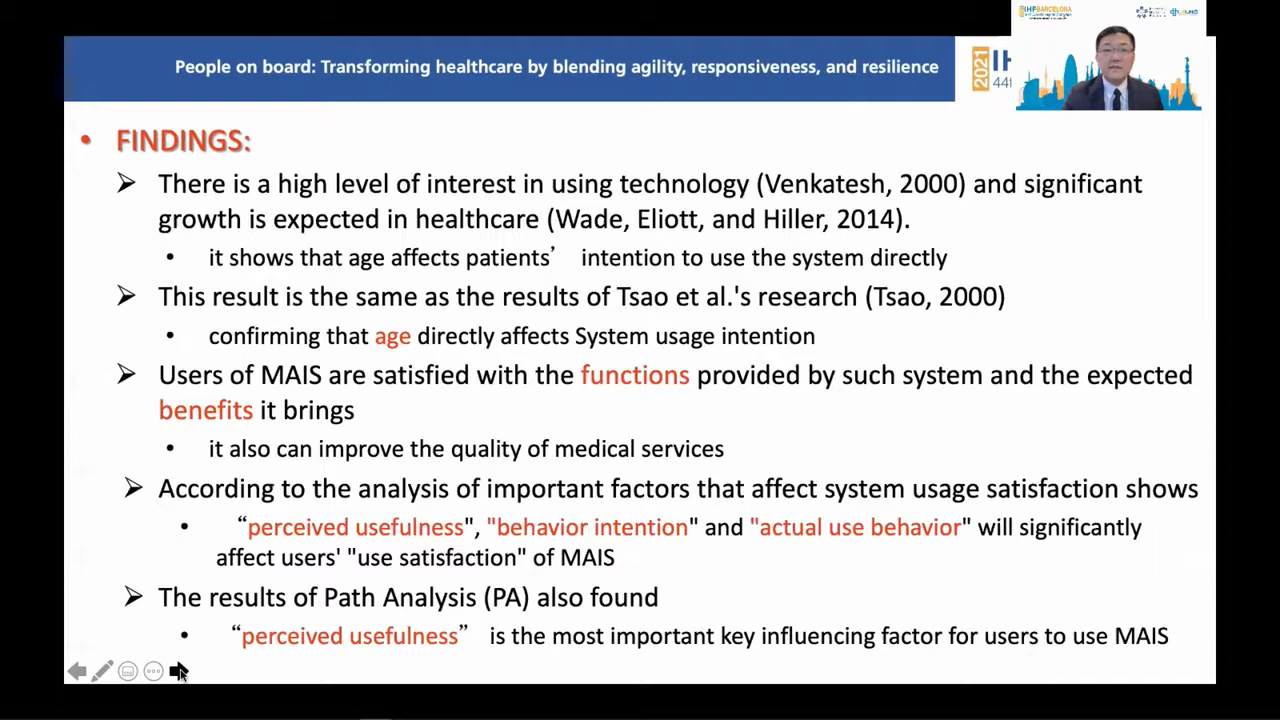 IHFBARCELONA
People on board: Transforming healthcare by blending agility, responsiveness, and resilience
2021
44
• FINDINGS:
➢ There is a high level of interest in using technology (Venkatesh, 2000) and significant
growth is expected in healthcare (Wade, Eliott, and Hiller, 2014).
• it shows that age affects patients’ intention to use the system directly
➢ This result is the same as the results of Tsao et al.'s research (Tsao, 2000)
• confirming that age directly affects System usage intention
➢ Users of MAIS are satisfied with the functions provided by such system and the expected
benefits it brings
• it also can improve the quality of medical services
➢ According to the analysis of important factors that affect system usage satisfaction shows
• “perceived usefulness", "behavior intention" and "actual use behavior" will significantly
affect users' "use satisfaction" of MAIS
➢ The results of Path Analysis (PA) also found
• “perceived usefulness” is the most important key influencing factor for users to use MAIS